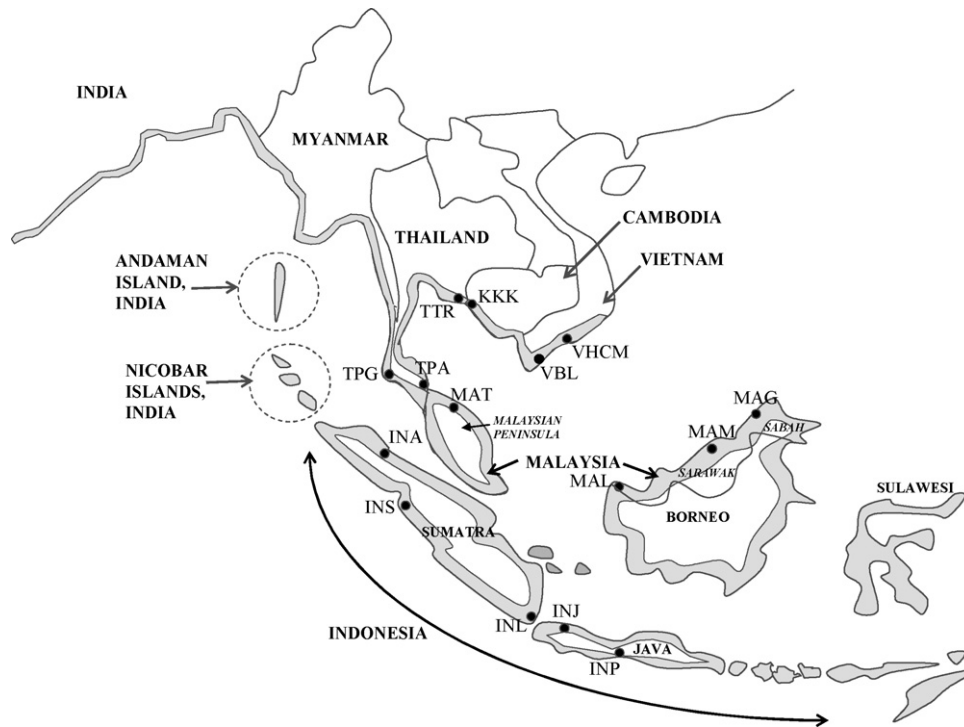 INDIA
MYANMAR
THAILAND
CAMBODIA
VIETNAM
ANDAMAN
ISLAND,
INDIA
TTR
KKK
VHCM
VBL
NICOBAR
ISLANDS,
INDIA
TPG
TPA
MAT
MALAYSIAN
PENINSULA
MAG
SABAH
MAM
INA
MALAYSIA
SARAWAK
MAL
SULAWESI
INS
SUMATRA
BORNEO
INL
INJ
INDONESIA
JAVA
INP